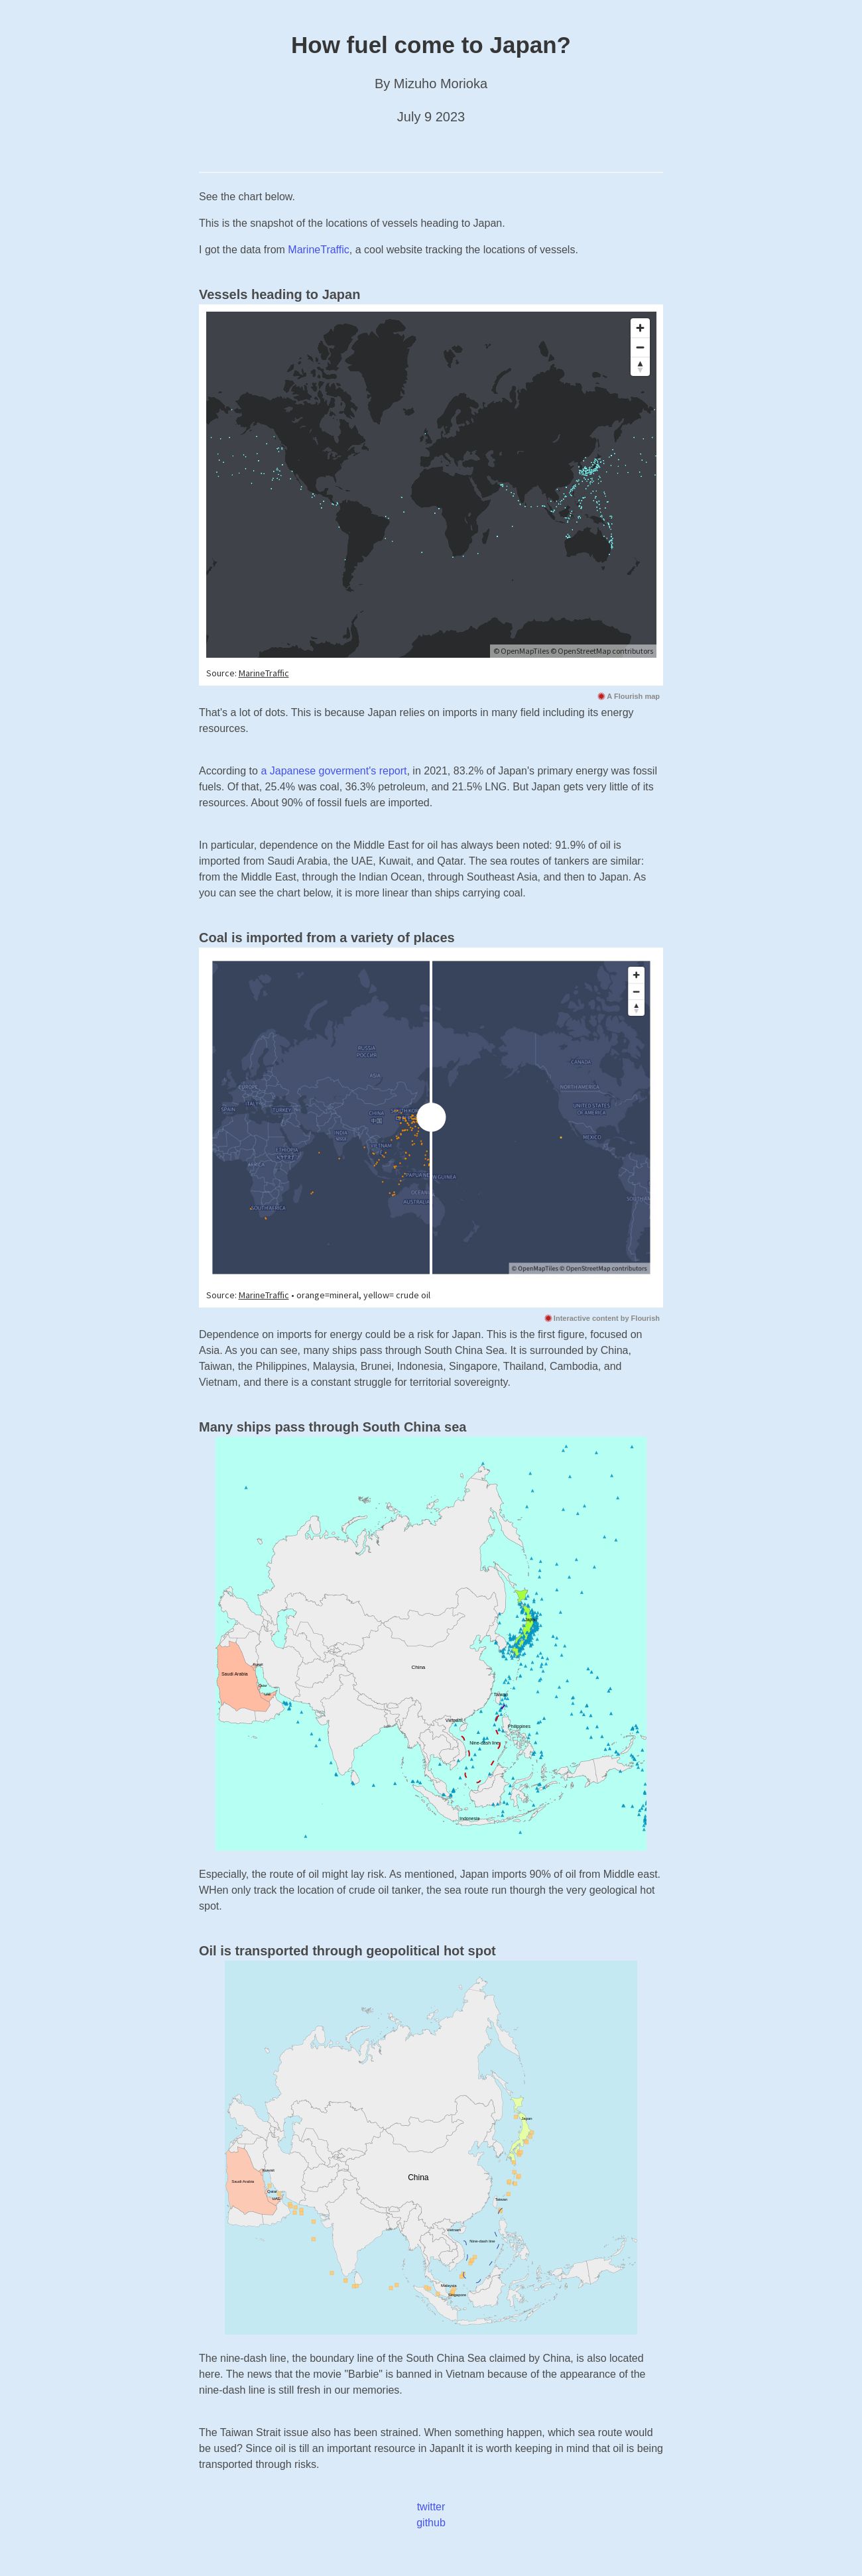 How fuel come to Japan?
By Mizuho Morioka
July 9 2023
See the chart below.
This is the snapshot of the locations of vessels heading to Japan.
I got the data from MarineTraffic, a cool website tracking the locations of vessels.
Vessels heading to Japan
© OpenMapTiles © OpenStreetMap contributors
Source: MarineTraffic
A Flourish map
That's a lot of dots. This is because Japan relies on imports in many field including its energy
resources.
According to a Japanese goverment's report, in 2021, 83.2% of Japan's primary energy was fossil
fuels. Of that, 25.4% was coal, 36.3% petroleum, and 21.5% LNG. But Japan gets very little of its
resources. About 90% of fossil fuels are imported.
In particular, dependence on the Middle East for oil has always been noted: 91.9% of oil is
imported from Saudi Arabia, the UAE, Kuwait, and Qatar. The sea routes of tankers are similar:
from the Middle East, through the Indian Ocean, through Southeast Asia, and then to Japan. As
you can see the chart below, it is more linear than ships carrying coal.
Coal is imported from a variety of places
RUSSIA
РОССИЯ
CANADA
ASIA
EUROPE
NORTH AMERICA
ITALY
SPAIN
TURKEY
CHINA
中国
UNITED STATES
OF AMERICA
INDIA
MEXICO
VIETNAM
ETHIOPIA
AFRICA
AUSTRALIA
SOUTH AFRICA
© OpenMapTiles © OpenStreetMap contributors
Source: MarineTraffic • orange=mineral, yellow= crude oil
Interactive content by Flourish
Dependence on imports for energy could be a risk for Japan. This is the first figure, focused on
Asia. As you can see, many ships pass through South China Sea. It is surrounded by China,
Taiwan, the Philippines, Malaysia, Brunei, Indonesia, Singapore, Thailand, Cambodia, and
Vietnam, and there is a constant struggle for territorial sovereignty.
Many ships pass through South China sea
Japan
China
Kuwait
Saudi Arabia
Qatar
UAE
Taiwan
Vietnam
Philippines
Nine-dash line
Indonesia
Especially, the route of oil might lay risk. As mentioned, Japan imports 90% of oil from Middle east.
WHen only track the location of crude oil tanker, the sea route run thourgh the very geological hot
spot.
Oil is transported through geopolitical hot spot
Japan
Kuwait
China
Saudi Arabia
Qatar
UAE
Taiwan
Vietnam
Nine-dash line
Malaysia
Singapore
The nine-dash line, the boundary line of the South China Sea claimed by China, is also located
here. The news that the movie "Barbie" is banned in Vietnam because of the appearance of the
nine-dash line is still fresh in our memories.
The Taiwan Strait issue also has been strained. When something happen, which sea route would
be used? Since oil is till an important resource in JapanIt it is worth keeping in mind that oil is being
transported through risks.
twitter
github